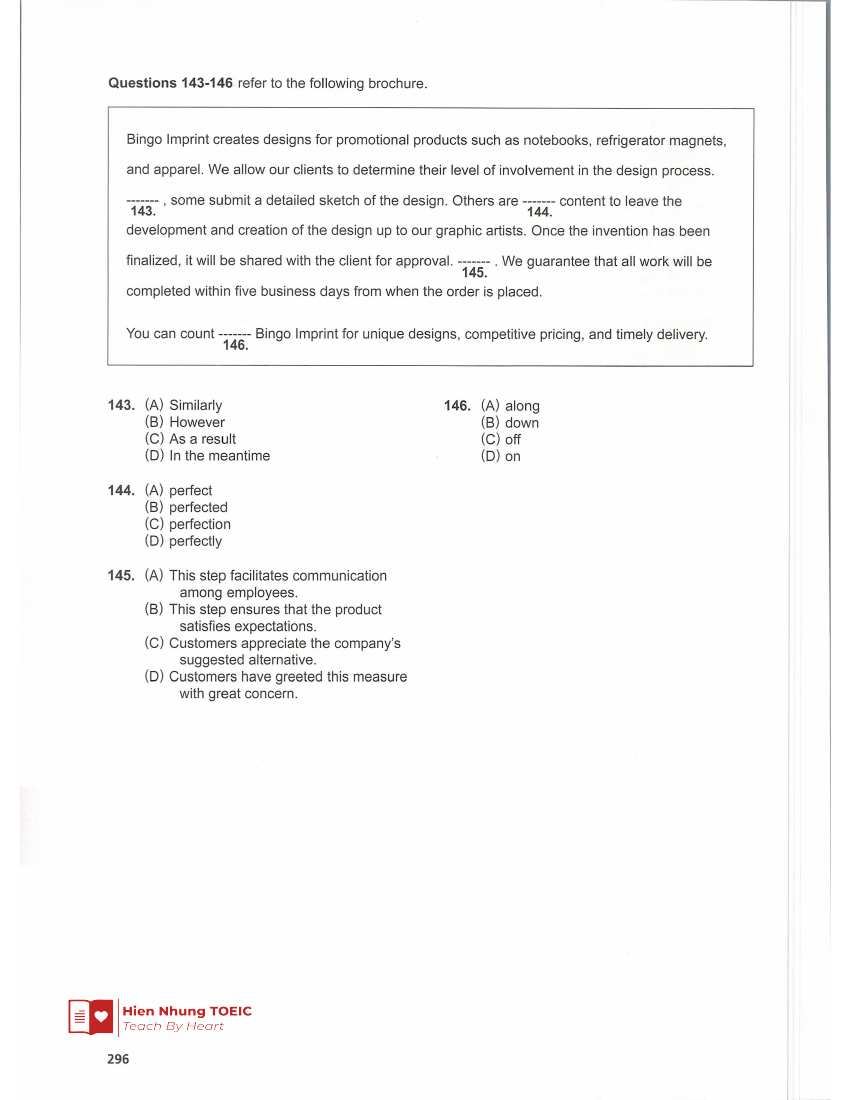 Questions 143-146 refer to the following brochure.
Bingo Imprint creates designs for promotional products such as notebooks, refrigerator magnets,
and apparel. We allow our clients to determine their level of involvement in the design process.
------- , some submit a detailed sketch of the design. Others are ------- content to leave the
143. 144.
development and creation of the design up to our graphic artists. Once the invention has been
finalized, it will be shared with the client for approval. ------- . We guarantee that all work will be
145.
completed within five business days from when the order is placed.
You can count ------- Bingo Imprint for unique designs, competitive pricing, and timely delivery.
146.
143. (A) Similarly
(B) However
(C) As a result
(D) In the meantime
144. (A) perfect
(B) perfected
(C) perfection
(D) perfectly
145. (A) This step facilitates communication
among employees.
(B) This step ensures that the product
satisfies expectations.
(C) Customers appreciate the company's
suggested alternative.
(D) Customers have greeted this measure
with great concern.
146. (A) along
(B) down
(C) off
(D) on
Hien Nhung TOEIC
Teach By Heart
296